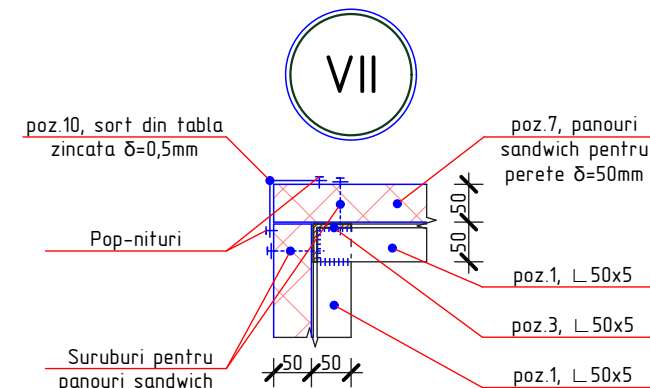 VII
poz.10, sort din tabla
zincata δ=0,5mm
poz.7, panouri
sandwich pentru
perete δ=50mm
50
50
Pop-nituri
poz.1, ∟50x5
poz.3, ∟50x5
Suruburi pentru
panouri sandwich
50
50
poz.1, ∟50x5